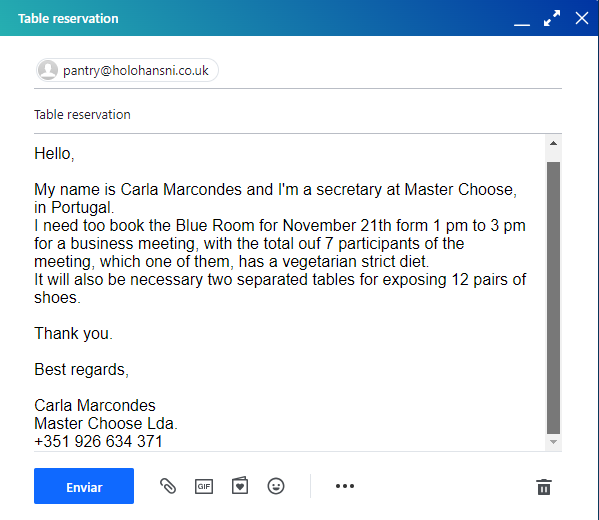 Table reservation
pantry@holohansni.co.uk
Table reservation
Hello,
My name is Carla Marcondes and I'm a secretary at Master Choose,
in Portugal.
I need too book the Blue Room for November 21th form 1 pm to 3 pm
for a business meeting, with the total ouf 7 participants of the
meeting, which one of them, has a vegetarian strict diet.
It will also be necessary two separated tables for exposing 12 pairs of
shoes.
Thank you.
Best regards,
Carla Marcondes
Master Choose Lda.
+351 926 634 371
Enviar
GIF